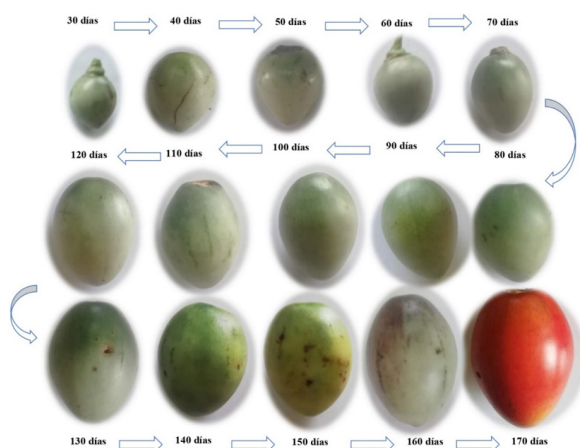 30 días
40 días
50 días
60 días
70 días
80 días
90 días
100 días
110 días
120 días
130 días
140 días
150 días
160 días
170 días